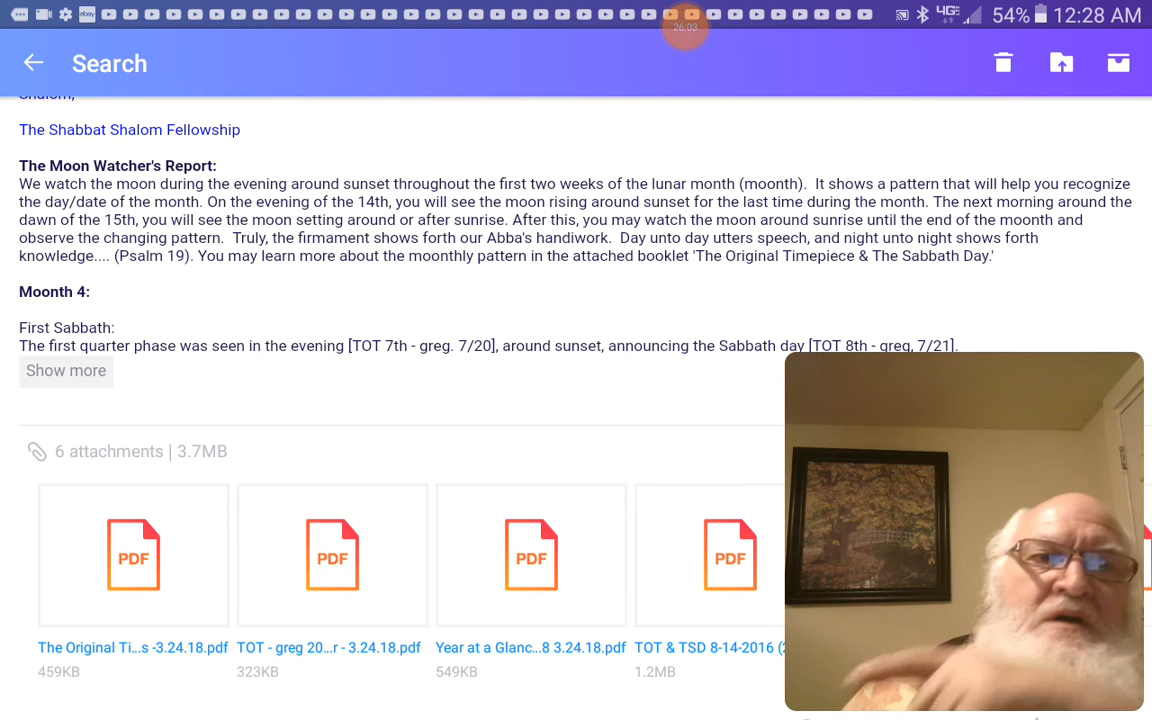 ebay
4G
54%
12:28 AM
26:03
Search
Shalom,
The Shabbat Shalom Fellowship
The Moon Watcher's Report:
We watch the moon during the evening around sunset throughout the first two weeks of the lunar month (moonth).  It shows a pattern that will help you recognize
the day/date of the month. On the evening of the 14th, you will see the moon rising around sunset for the last time during the month. The next morning around the
dawn of the 15th, you will see the moon setting around or after sunrise. After this, you may watch the moon around sunrise until the end of the moonth and
observe the changing pattern.  Truly, the firmament shows forth our Abba's handiwork.  Day unto day utters speech, and night unto night shows forth
knowledge.... (Psalm 19). You may learn more about the moonthly pattern in the attached booklet 'The Original Timepiece & The Sabbath Day.'
Moonth 4:
First Sabbath:
The first quarter phase was seen in the evening [TOT 7th - greg. 7/20], around sunset, announcing the Sabbath day [TOT 8th - greg, 7/21].
Show more
6 attachments | 3.7MB
PDF PDF PDF PDF
The Original Ti...s -3.24.18.pdf TOT - greg 20...r - 3.24.18.pdf Year at a Glanc...8 3.24.18.pdf TOT & TSD 8-14-2016 (
459KB 323KB 549KB 1.2MB